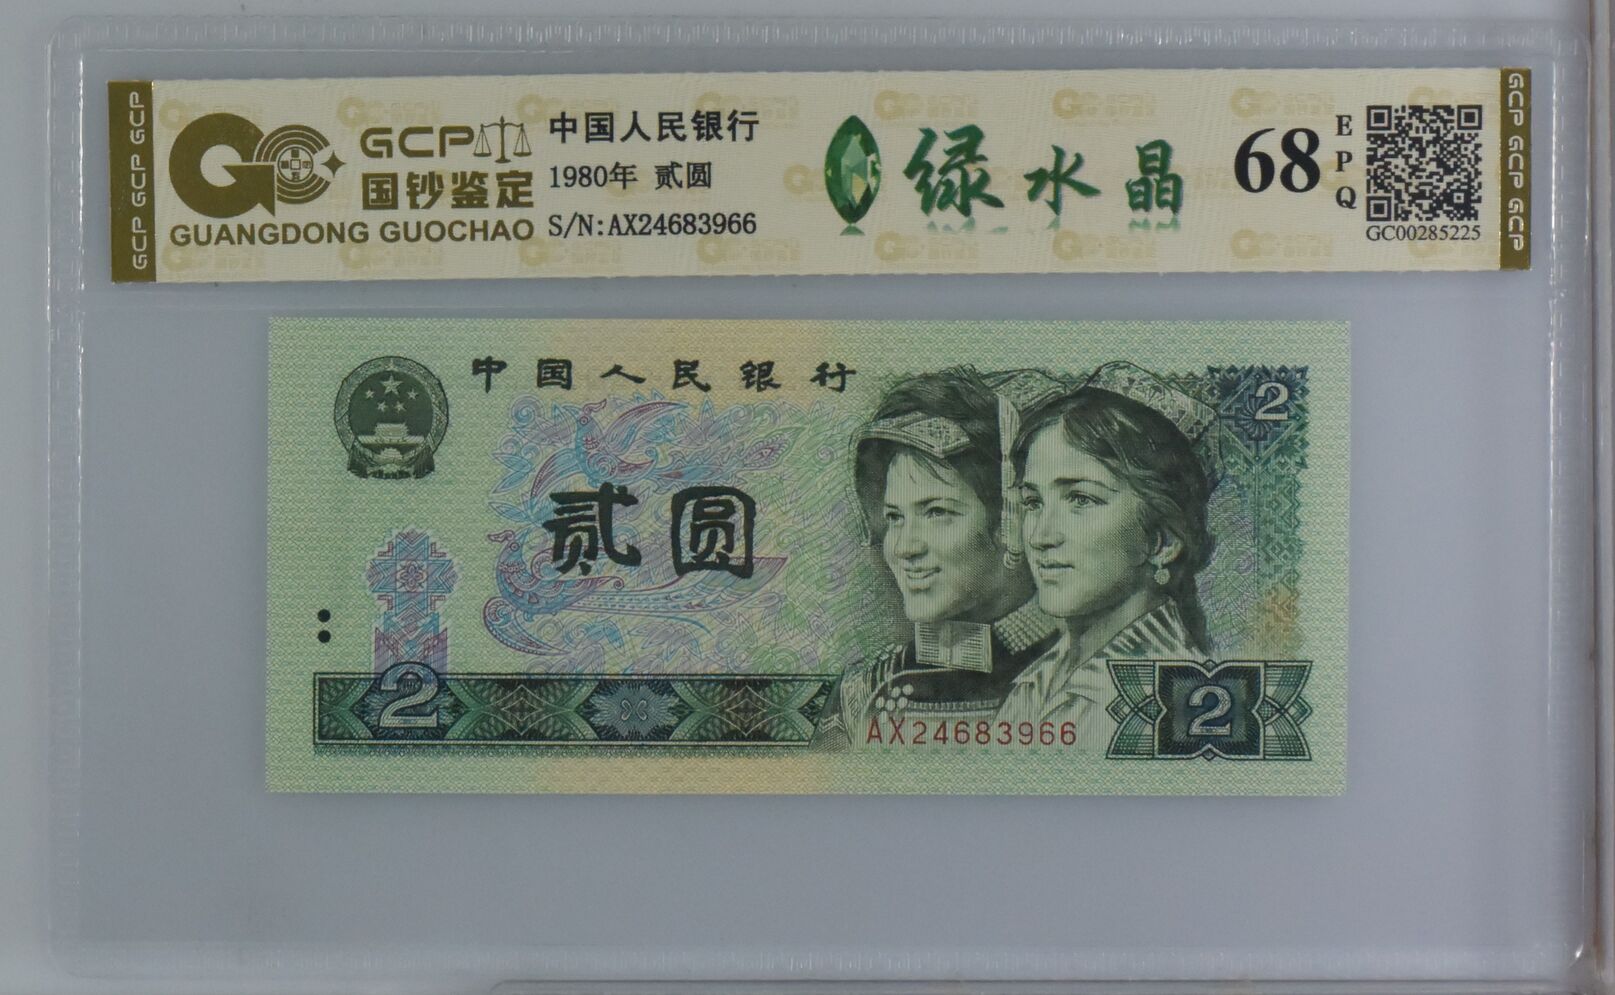 GCP GCP GCP
GCP
国钞鉴定
GUANGDONG GUOCHAO
中国人民银行
1980年 贰圆
S/N:AX24683966
绿水晶
68
EPQ
GC00285225
GCP GCP GCP
中国人民银行
2
贰圆
2
AX24683966
2